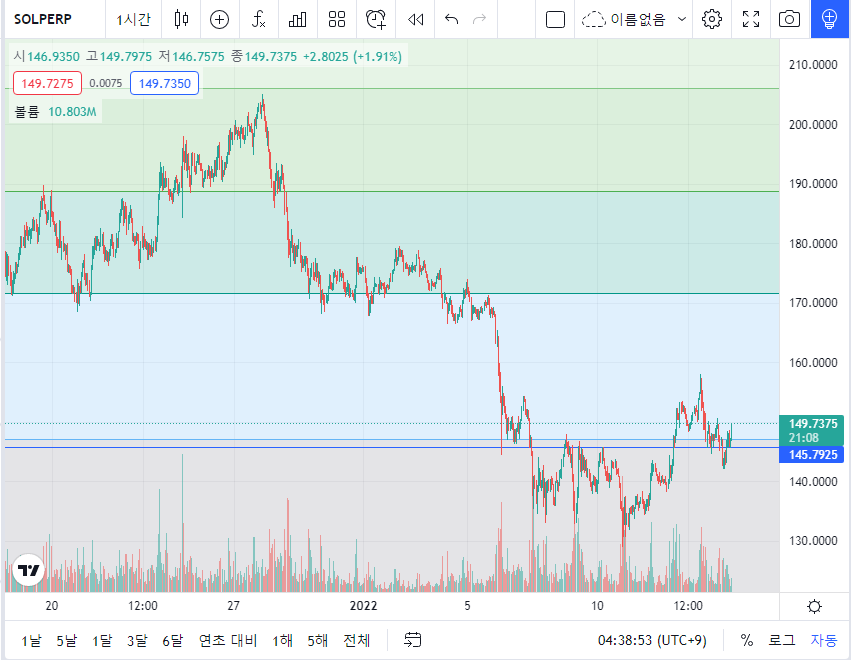 SOLPERP 1시간 이름없음
시146.9350 고149.7975 저146.7575 종149.7375 +2.8025 (+1.91%)
149.7275 0.0075 149.7350
볼륨 10.803M
210.0000
200.0000
190.0000
180.0000
170.0000
160.0000
149.7375
21:08
145.7925
140.0000
130.0000
20 12:00 27 2022 5 10 12:00
1날 5날 1달 3달 6달 연초 대비 1해 5해 전체 04:38:53 (UTC+9) % 로그 자동